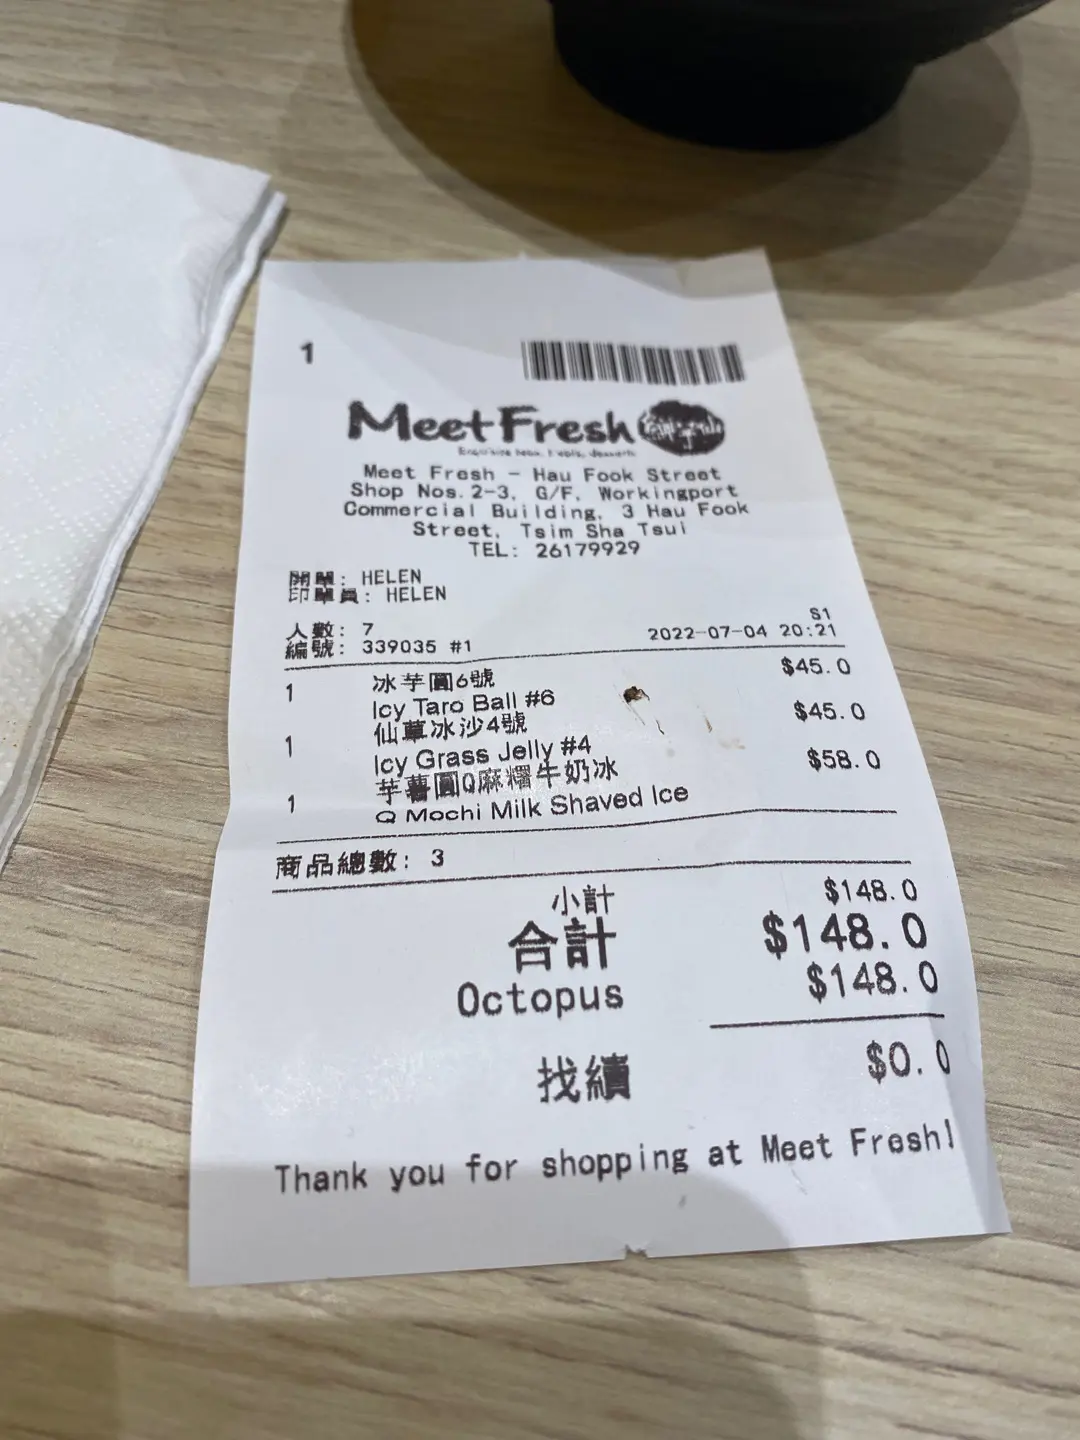 1
Meet Fresh
Meet Fresh - Hau Fook Street
Shop Nos. 2-3, G/F, Workingport
Commercial Building, 3 Hau Fook
Street, Tsim Sha Tsui
TEL: 26179929
開單: HELEN
印單員: HELEN
S1
人數: 7
2022-07-04 20:21
編號: 339035 #1
1 冰芋圓6號 $45.0
Icy Taro Ball #6
1 仙草冰沙4號 $45.0
Icy Grass Jelly #4
1 芋薯圓Q麻糬牛奶冰 $58.0
Q Mochi Milk Shaved Ice
商品總數: 3
小計 $148.0
合計 $148.0
Octopus $148.0
找續 $0.0
Thank you for shopping at Meet Fresh!